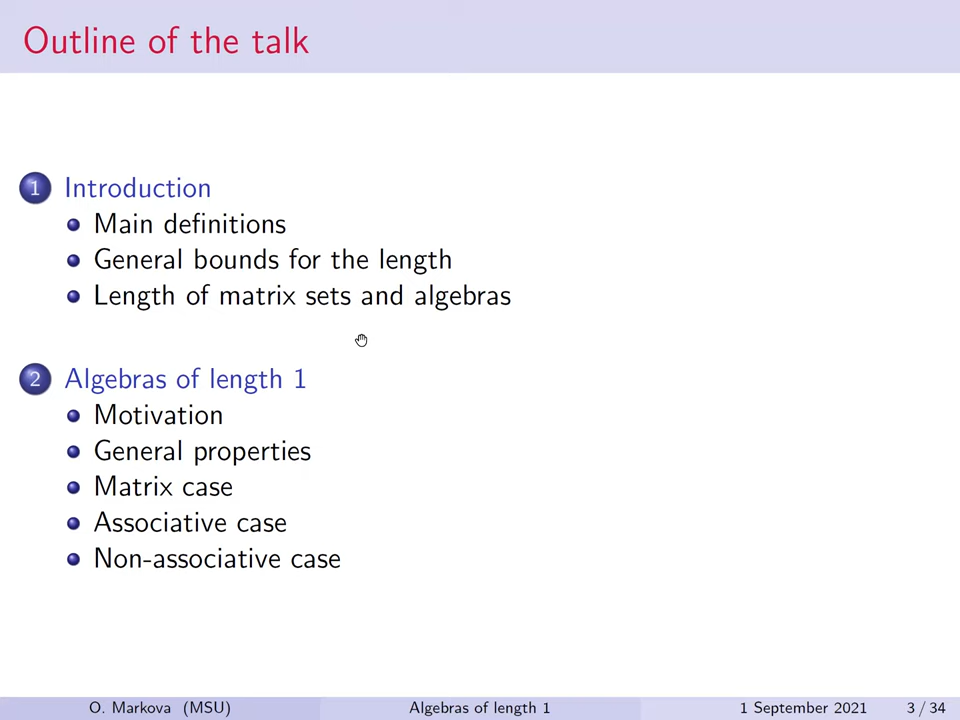 Outline of the talk
1 Introduction
Main definitions
General bounds for the length
Length of matrix sets and algebras
2 Algebras of length 1
Motivation
General properties
Matrix case
Associative case
Non-associative case
O. Markova (MSU) Algebras of length 1 1 September 2021 3 / 34